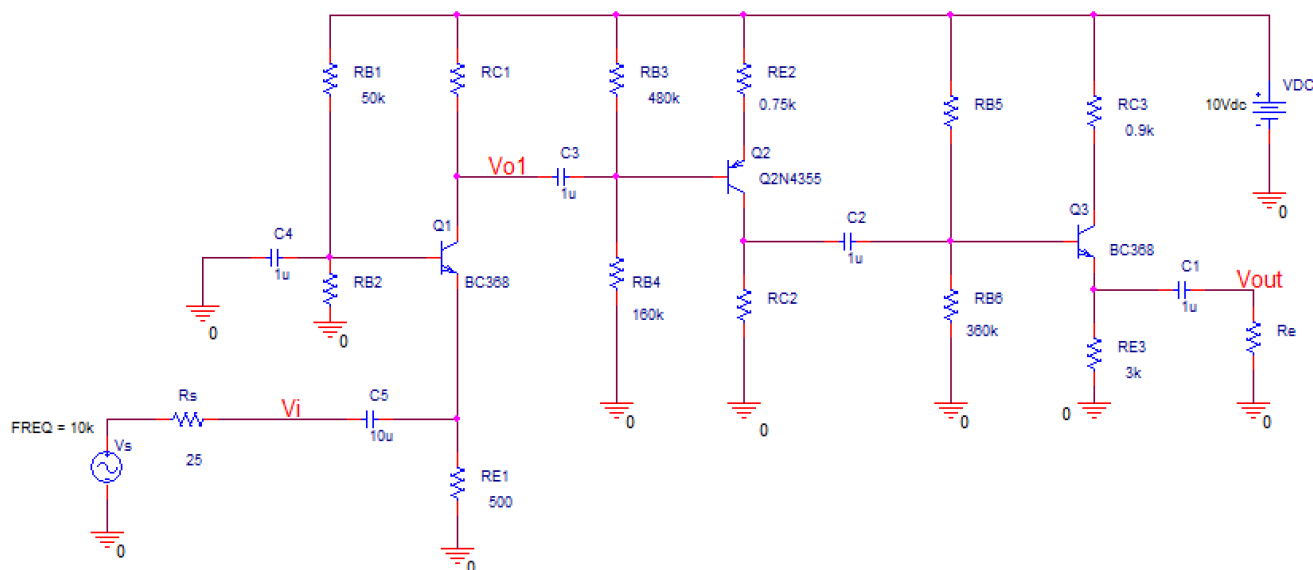 RB1
50k
RC1
RB3
480k
RE2
0.75k
RB5
RC3
0.9k
VDC
10Vdc
+
-
0
Vo1
C3
1u
Q2
Q2N4355
C4
1u
0
Q1
BC368
RB2
0
RB4
160k
0
RC2
0
C2
1u
RB6
360k
0
Q3
BC368
C1
1u
Vout
Re
0
RE3
3k
0
Rs
25
Vi
C5
10u
FREQ = 10k
Vs
+
-
0
RE1
500
0